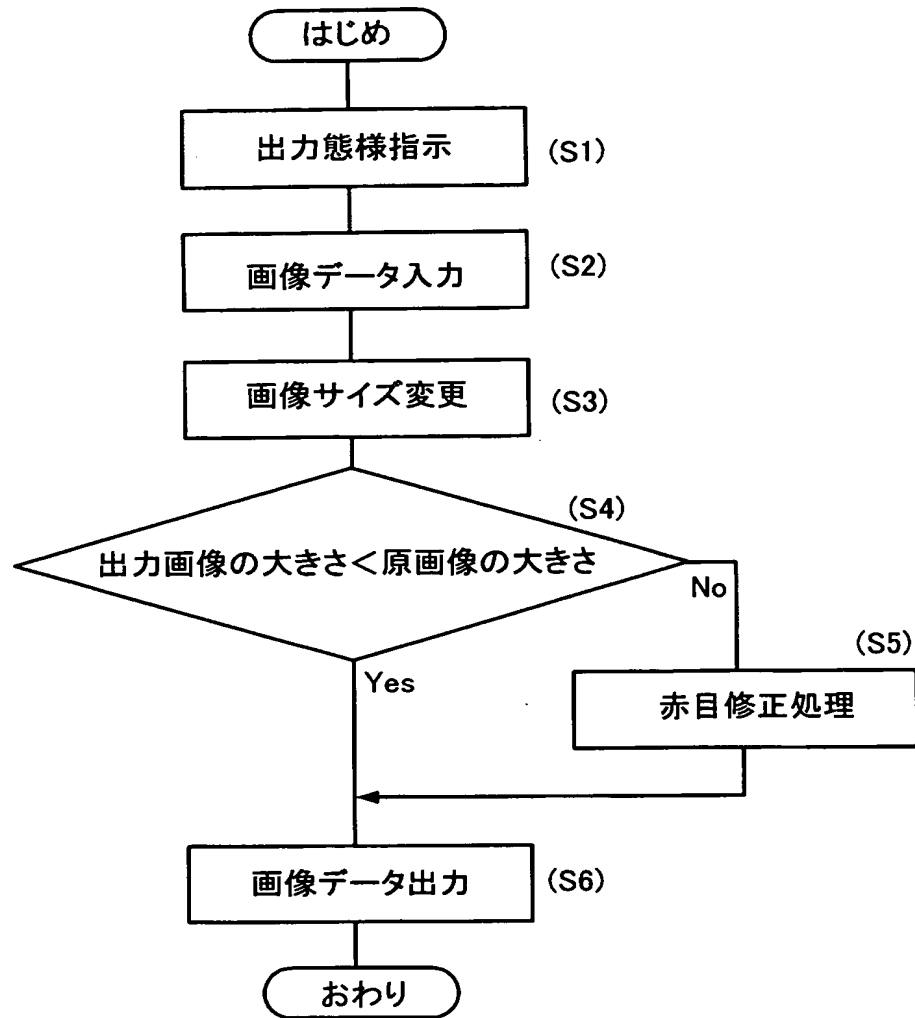 はじめ
出力態様指示
(S1)
画像データ入力
(S2)
画像サイズ変更
(S3)
(S4)
出力画像の大きさ<原画像の大きさ
No
Yes
(S5)
赤目修正処理
画像データ出力
(S6)
おわり